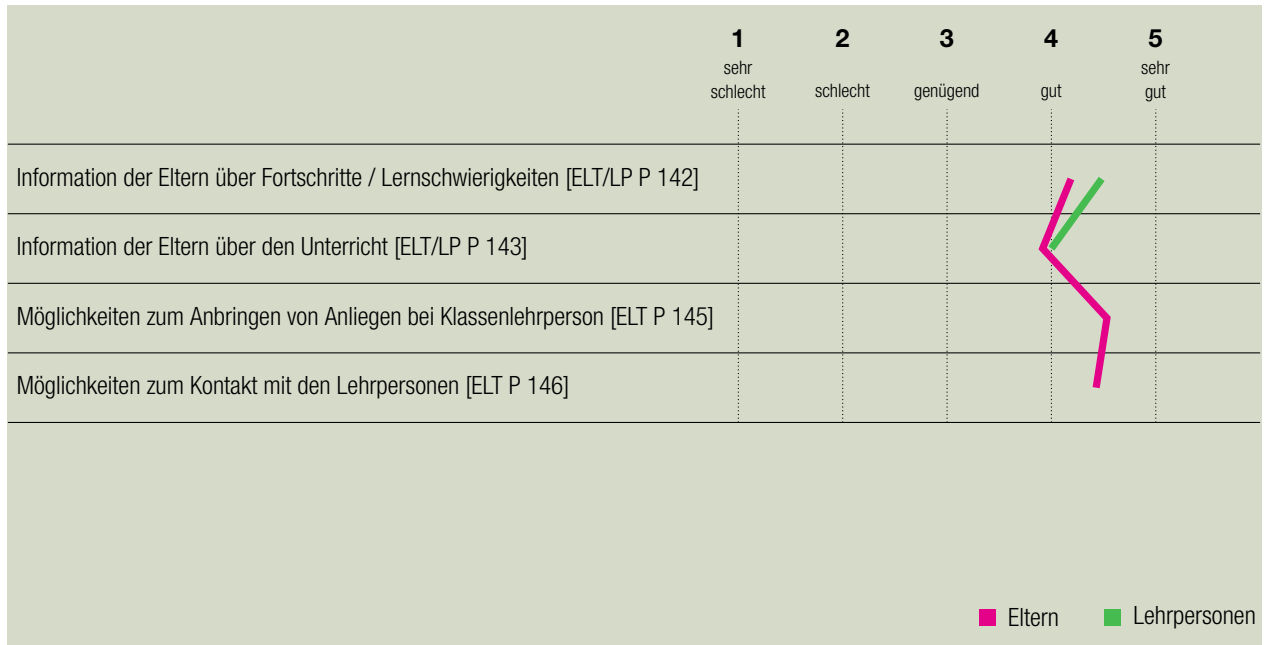 1 2 3 4 5
sehr schlecht schlecht genügend gut sehr gut
Information der Eltern über Fortschritte / Lernschwierigkeiten [ELT/LP P 142]
Information der Eltern über den Unterricht [ELT/LP P 143]
Möglichkeiten zum Anbringen von Anliegen bei Klassenlehrperson [ELT P 145]
Möglichkeiten zum Kontakt mit den Lehrpersonen [ELT P 146]
Eltern Lehrpersonen